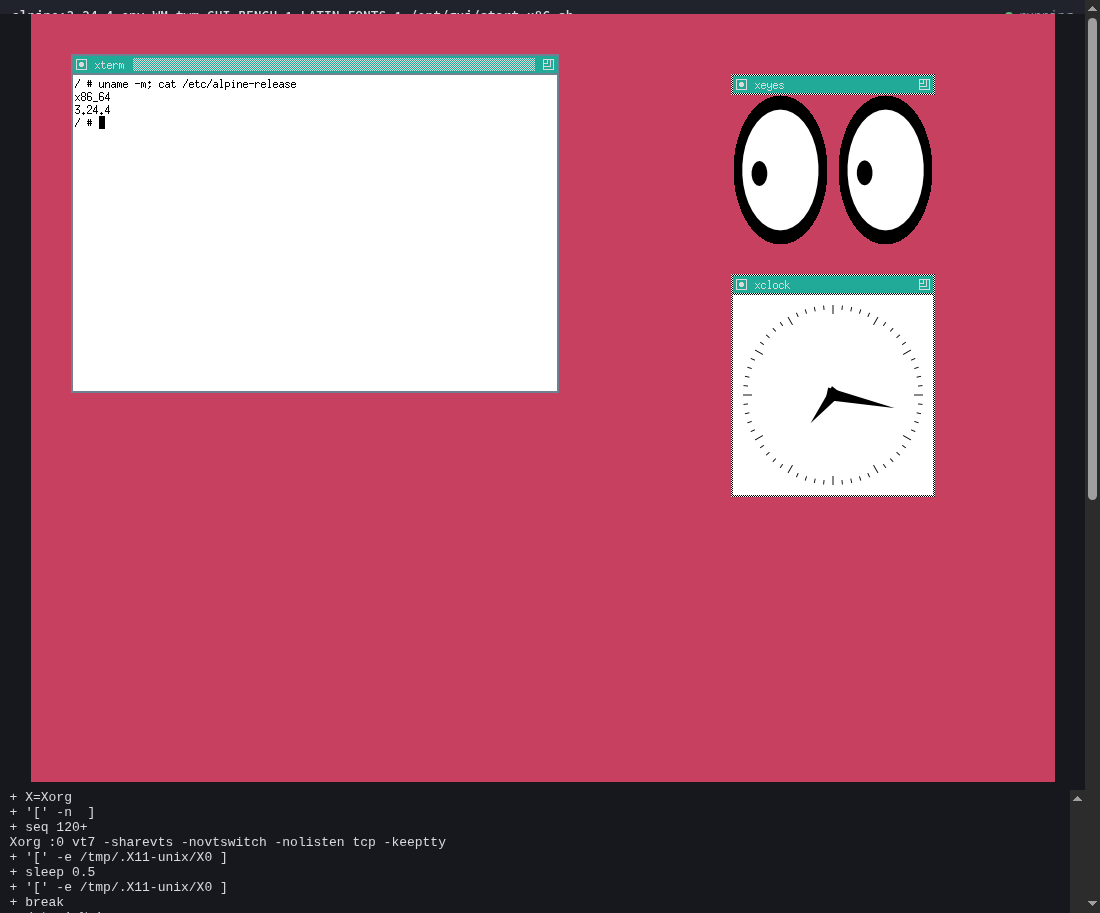 xterm
/ # uname -m; cat /etc/alpine-release
x86_64
3.24.4
/ #
xeyes
xclock
+ X=Xorg
+ '[' -n  ]
+ seq 120+
Xorg :0 vt7 -sharevts -novtswitch -nolisten tcp -keeptty
+ '[' -e /tmp/.X11-unix/X0 ]
+ sleep 0.5
+ '[' -e /tmp/.X11-unix/X0 ]
+ break